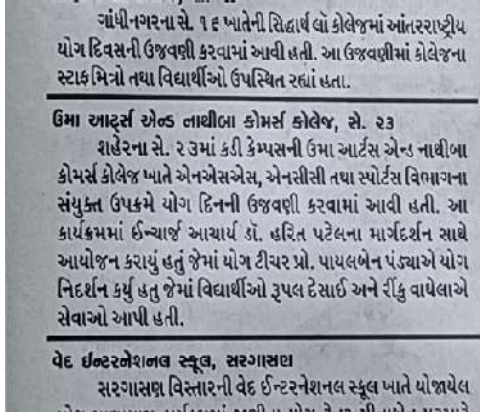 ગાંધીનગરના સે. ૧૬ ખાતેની સિદ્ધાર્થ લૉ કોલેજમાં આંતરરાષ્ટ્રીય
યોગ દિવસની ઉજવણી કરવામાં આવી હતી. આ ઉજવણીમાં કોલેજના
સ્ટાફમિત્રો તથા વિદ્યાર્થીઓ ઉપસ્થિત રહ્યાં હતા.
ઉમા આર્ટ્સ એન્ડ નાથીબા કોમર્સ કોલેજ, સે. ૨૩
શહેરના સે. ૨૩માં કડી કેમ્પસની ઉમા આર્ટસ એન્ડ નાથીબા
કોમર્સ કોલેજ ખાતે એનએસએસ, એનસીસી તથા સ્પોર્ટસ વિભાગના
સંયુક્ત ઉપક્રમે યોગ દિનની ઉજવણી કરવામાં આવી હતી. આ
કાર્યક્રમમાં ઈન્ચાર્જ આચાર્ય ડૉ. હરિત પટેલના માર્ગદર્શન સાથે
આયોજન કરાયું હતું જેમાં યોગ ટીચર પ્રો. પાયલબેન પંડ્યાએ યોગ
નિદર્શન કર્યુ હતુ જેમાં વિદ્યાર્થીઓ રૂપલ દેસાઈ અને રીંકુ વાઘેલાએ
સેવાઓ આપી હતી.
વેદ ઈન્ટરનેશનલ સ્કૂલ, સરગાસણ
સરગાસણ વિસ્તારની વેદ ઈન્ટરનેશનલ સ્કૂલ ખાતે યોજાયેલ